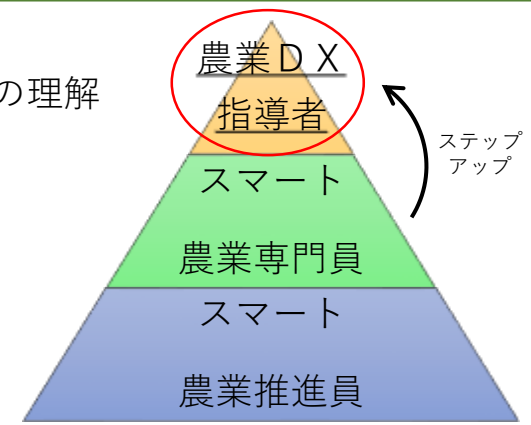 の理解
農業ＤＸ
指導者
ステップ
アップ
スマート
農業専門員
スマート
農業推進員